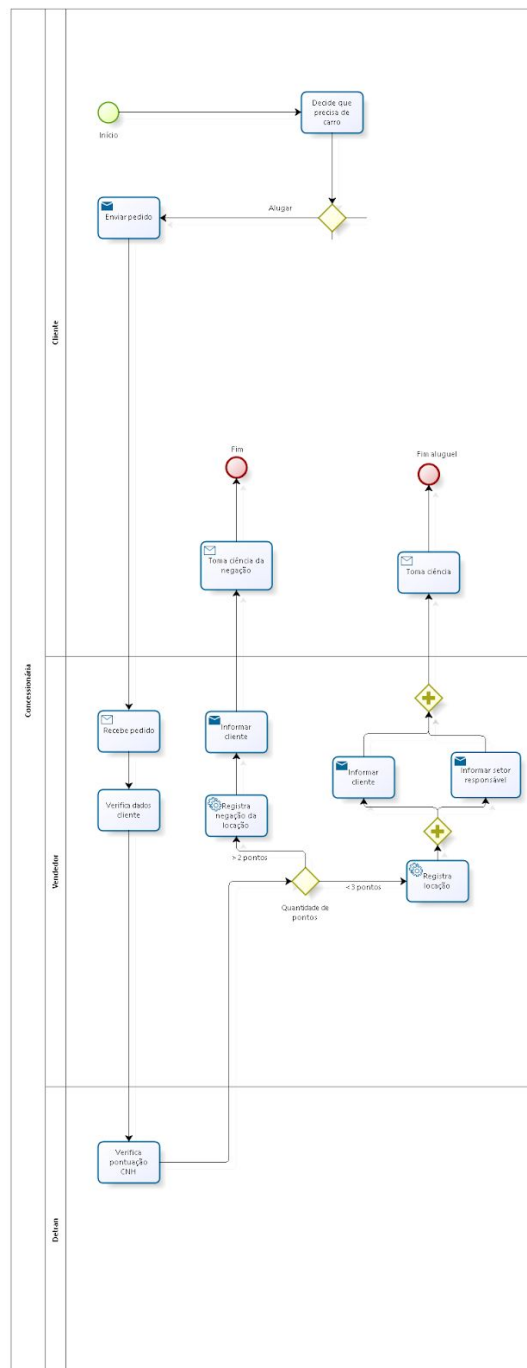 Concessionária
Cliente
Início
Decide que
precisa de
carro
Alugar
Enviar pedido
Fim
Fim aluguel
Toma ciência da
negação
Toma ciência
Vendedor
Recebe pedido
Informar
cliente
Informar
cliente
Informar setor
responsável
Verifica dados
cliente
Registra
negação da
locação
> 2 pontos
Quantidade de
pontos
<3 pontos
Registra
locação
Detran
Verifica
pontuação
CNH